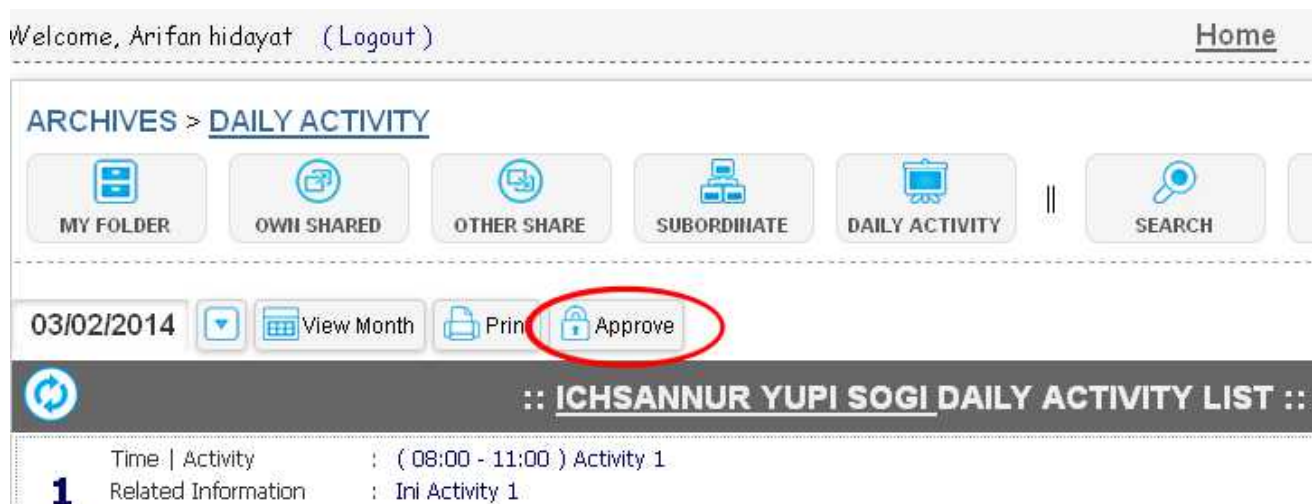 Welcome, Arifan hidayat (Logout) Home
ARCHIVES > DAILY ACTIVITY
MY FOLDER OWN SHARED OTHER SHARE SUBORDINATE DAILY ACTIVITY || SEARCH
03/02/2014 View Month Print Approve
:: ICHSANNUR YUPI SOGI DAILY ACTIVITY LIST ::
Time | Activity : ( 08:00 - 11:00 ) Activity 1
1 Related Information : Ini Activity 1